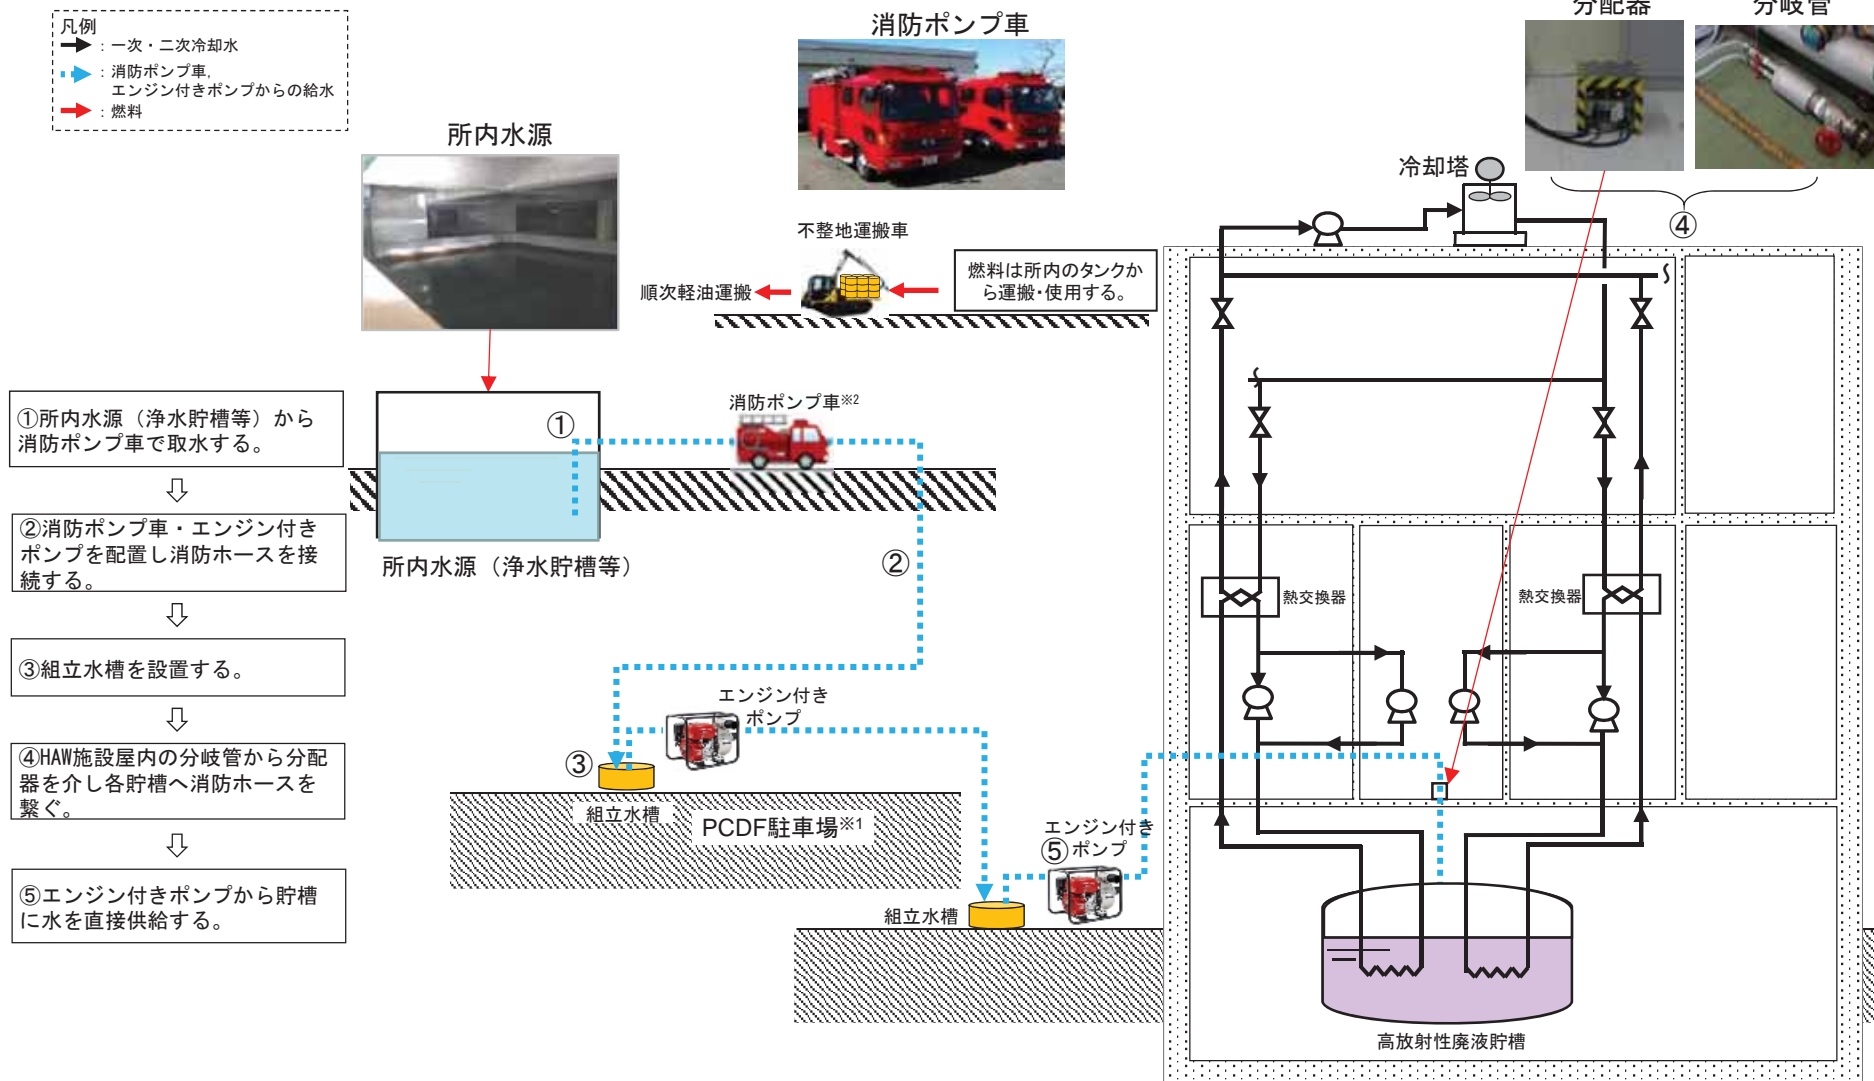 凡例
：一次・二次冷却水
：消防ポンプ車，
エンジン付きポンプからの給水
：燃料
消防ポンプ車
分配器
分岐管
所内水源
冷却塔
④
不整地運搬車
順次軽油運搬
燃料は所内のタンクか
ら運搬・使用する。
①所内水源（浄水貯槽等）から
消防ポンプ車で取水する。
⇩
②消防ポンプ車・エンジン付き
ポンプを配置し消防ホースを接
続する。
⇩
③組立水槽を設置する。
⇩
④HAW施設屋内の分岐管から分配
器を介し各貯槽へ消防ホースを
繋ぐ。
⇩
⑤エンジン付きポンプから貯槽
に水を直接供給する。
①
消防ポンプ車※2
所内水源（浄水貯槽等）
②
熱交換器
熱交換器
エンジン付き
ポンプ
③
組立水槽
PCDF駐車場※1
エンジン付き
⑤ポンプ
組立水槽
高放射性廃液貯槽